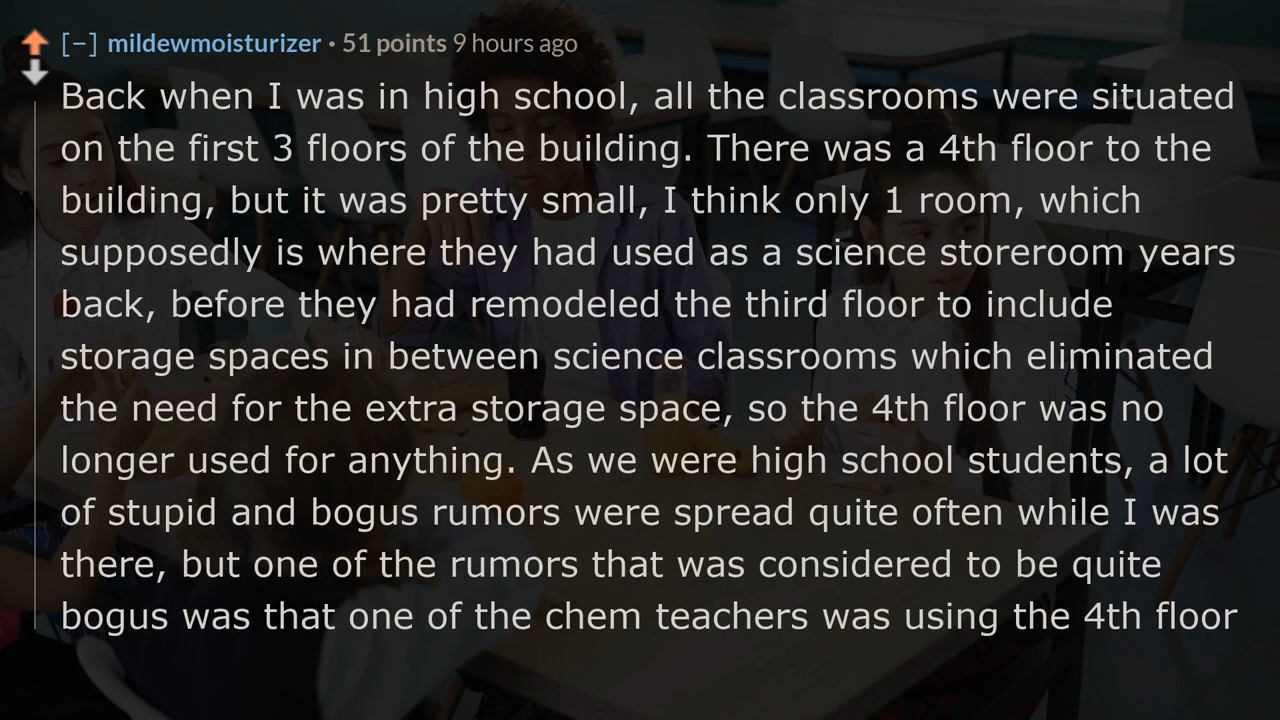 [−] mildewmoisturizer • 51 points 9 hours ago
Back when I was in high school, all the classrooms were situated
on the first 3 floors of the building. There was a 4th floor to the
building, but it was pretty small, I think only 1 room, which
supposedly is where they had used as a science storeroom years
back, before they had remodeled the third floor to include
storage spaces in between science classrooms which eliminated
the need for the extra storage space, so the 4th floor was no
longer used for anything. As we were high school students, a lot
of stupid and bogus rumors were spread quite often while I was
there, but one of the rumors that was considered to be quite
bogus was that one of the chem teachers was using the 4th floor